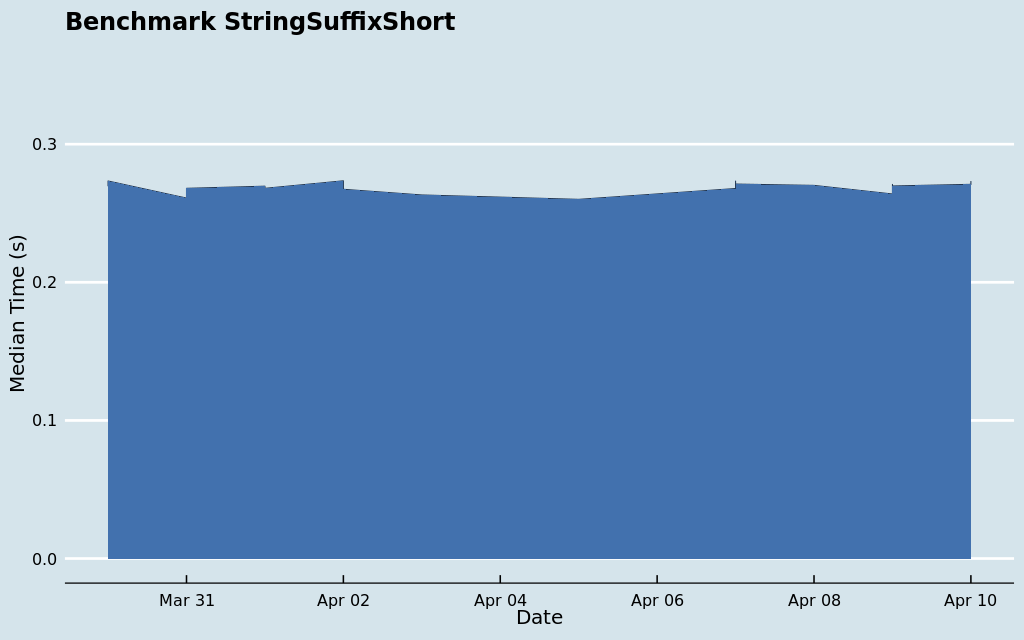 Benchmark StringSuffixShort
0.3
0.2
0.1
0.0
Median Time (s)
Mar 31
Apr 02
Apr 04
Apr 06
Apr 08
Apr 10
Date